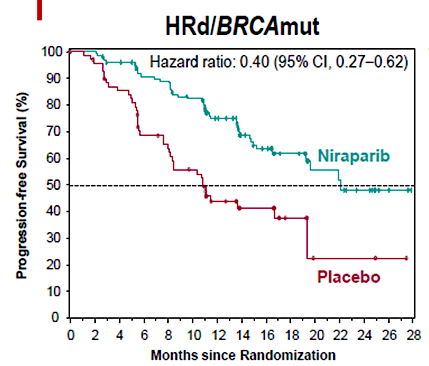 HRd/BRCAmut
Hazard ratio: 0.40 (95% CI, 0.27–0.62)
Progression-free Survival (%)
100
90
80
70
60
50
40
30
20
10
0
Niraparib
Placebo
0 2 4 6 8 10 12 14 16 18 20 22 24 26 28
Months since Randomization